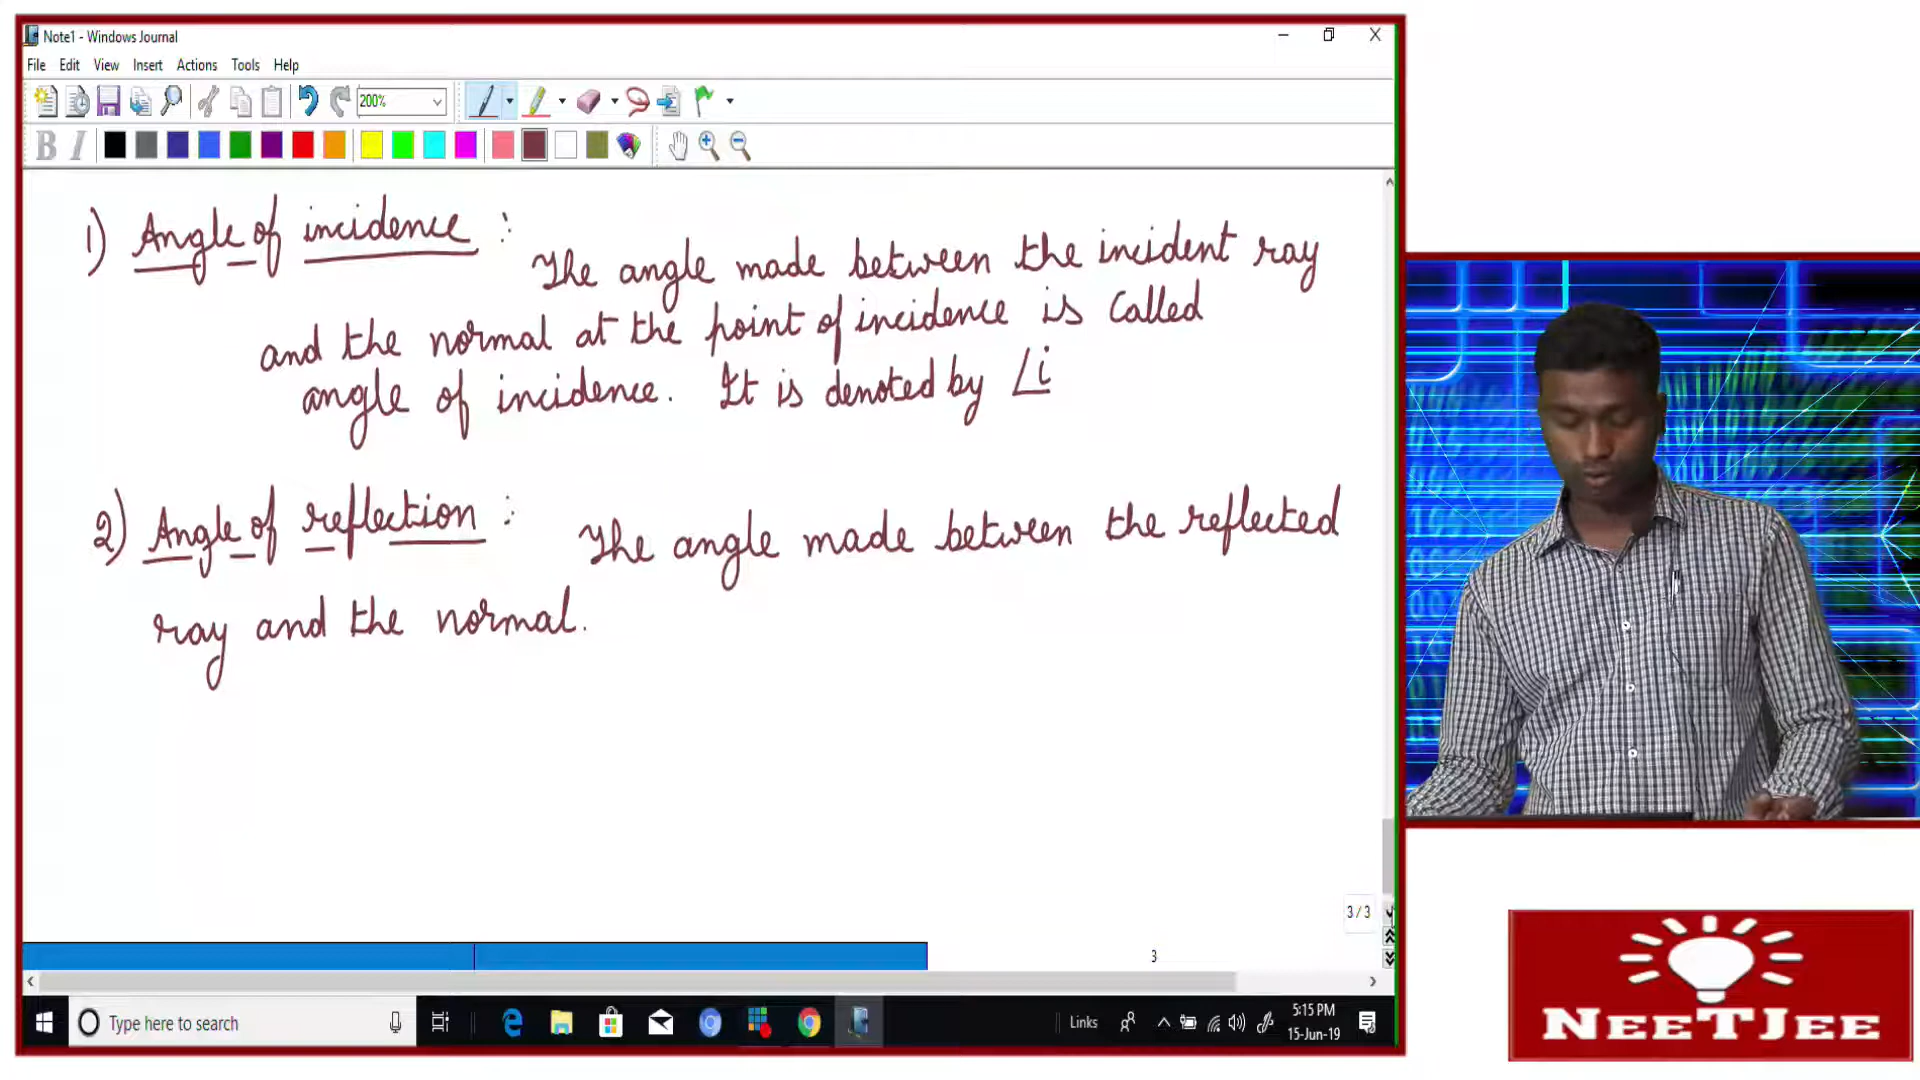 Note1 - Windows Journal
File Edit View Insert Actions Tools Help
200%
B I
1) Angle of incidence : The angle made between the incident ray
and the normal at the point of incidence is called
angle of incidence. It is denoted by ∠i
2) Angle of reflection : The angle made between the reflected
ray and the normal.
3 / 3
3
Type here to search
Links
5:15 PM
15-Jun-19
NEETJEE